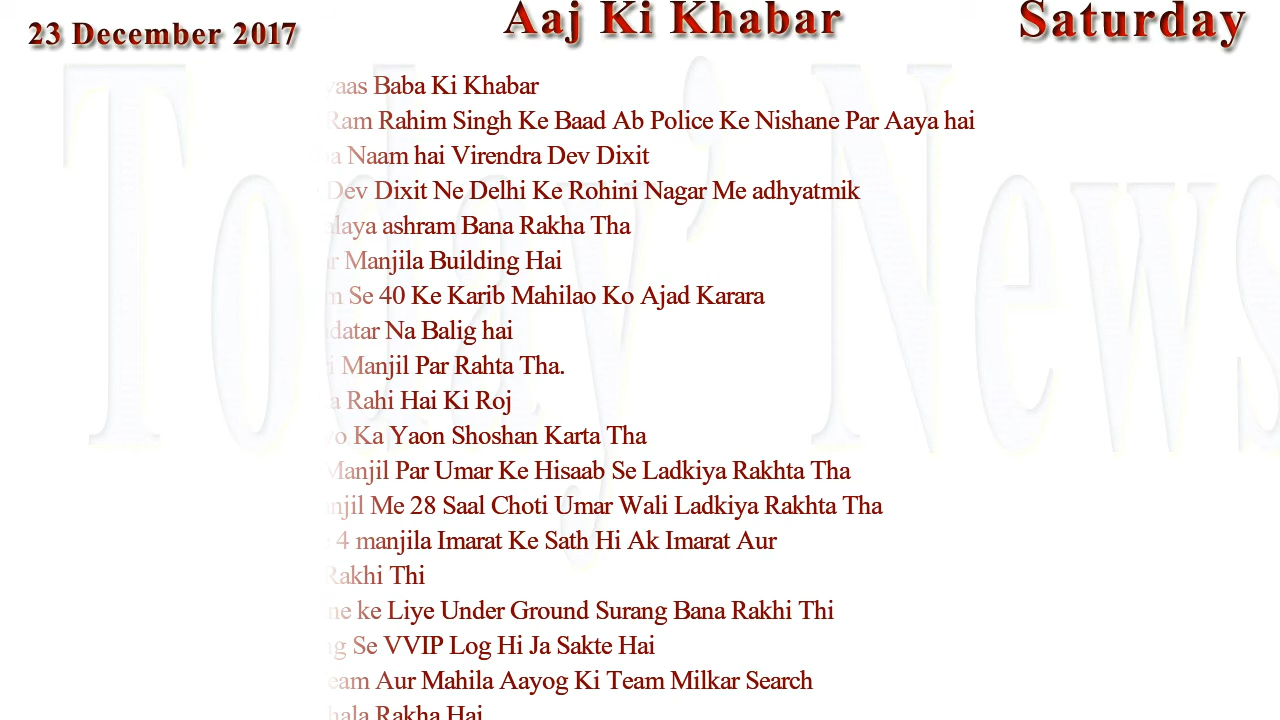 23 December 2017
Aaj Ki Khabar
Saturday
Today' News
Baba Ki Khabar
Ram Rahim Singh Ke Baad Ab Police Ke Nishane Par Aaya hai
Naam hai Virendra Dev Dixit
Dev Dixit Ne Delhi Ke Rohini Nagar Me adhyatmik
ashram Bana Rakha Tha
Manjila Building Hai
Se 40 Ke Karib Mahilao Ko Ajad Karara
Na Balig hai
Manjil Par Rahta Tha.
Rahi Hai Ki Roj
Ka Yaon Shoshan Karta Tha
Manjil Par Umar Ke Hisaab Se Ladkiya Rakhta Tha
Me 28 Saal Choti Umar Wali Ladkiya Rakhta Tha
4 manjila Imarat Ke Sath Hi Ak Imarat Aur
Rakhi Thi
ke Liye Under Ground Surang Bana Rakhi Thi
Se VVIP Log Hi Ja Sakte Hai
Aur Mahila Aayog Ki Team Milkar Search
Rakha Hai